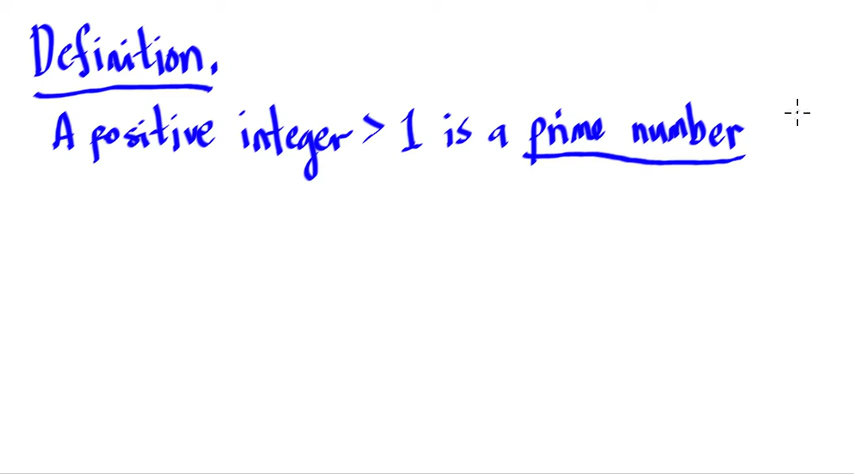 Definition.
A positive integer > 1 is a prime number